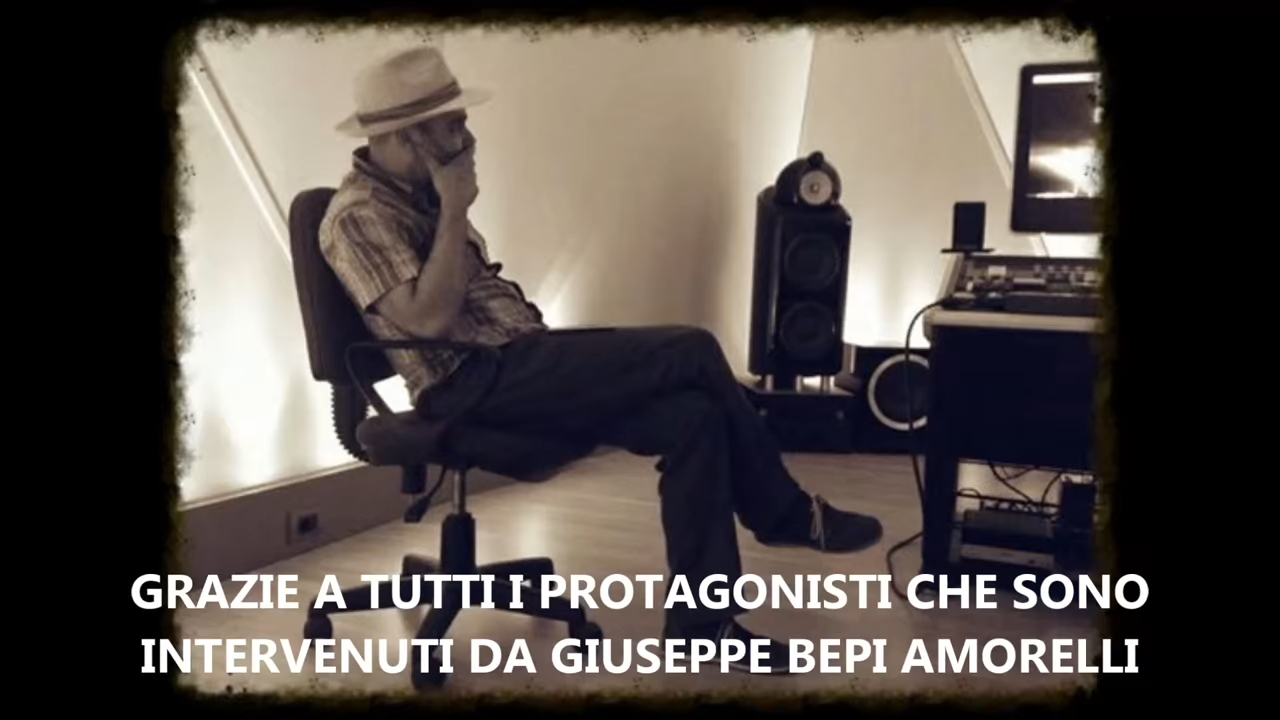 GRAZIE A TUTTI I PROTAGONISTI CHE SONO
INTERVENUTI DA GIUSEPPE BEPI AMORELLI